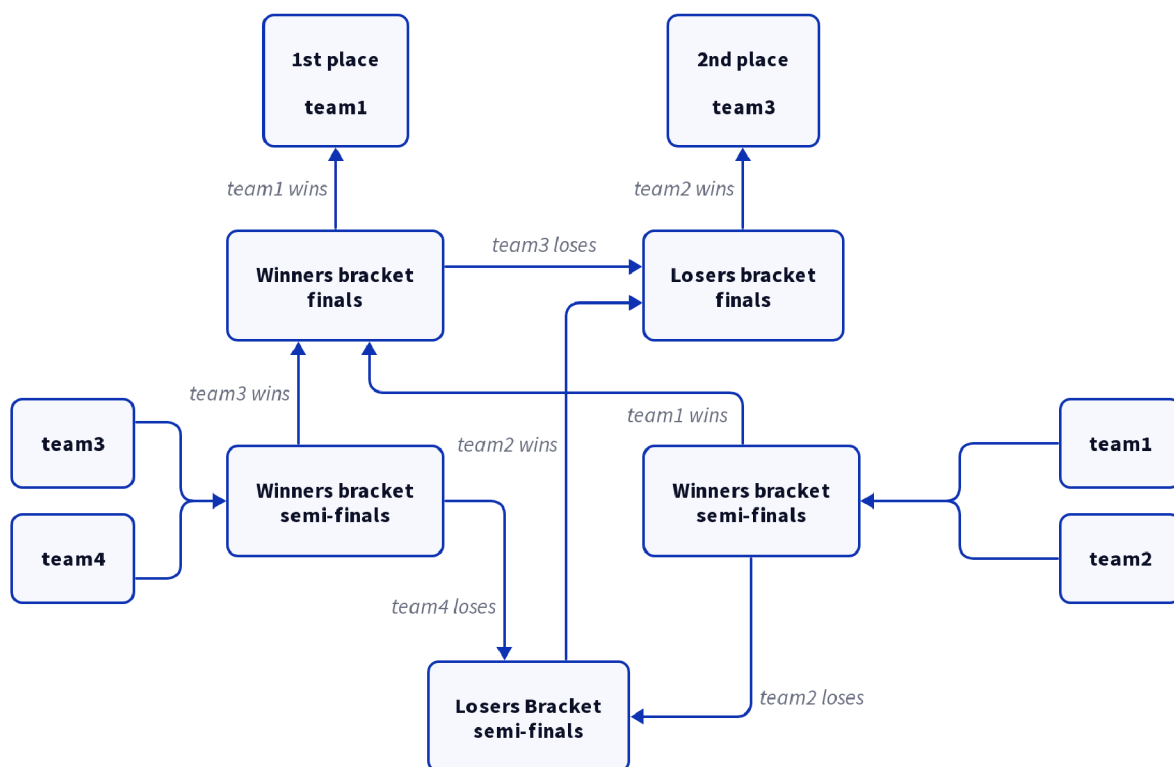 1st place
team1
2nd place
team3
team1 wins
team2 wins
Winners bracket
finals
team3 loses
Losers bracket
finals
team3 wins
team1 wins
team3
team4
Winners bracket
semi-finals
team2 wins
Winners bracket
semi-finals
team1
team2
team4 loses
team2 loses
Losers Bracket
semi-finals